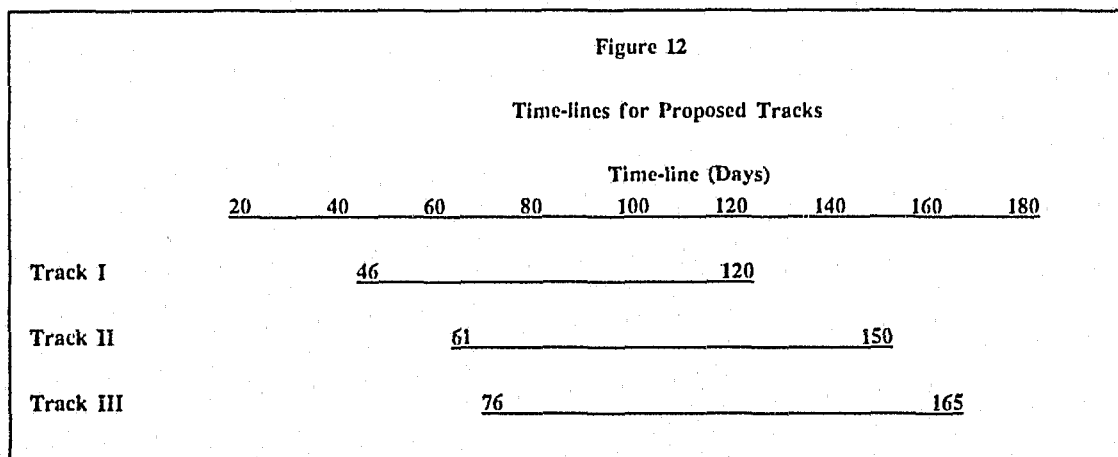 Figure 12
Time-lines for Proposed Tracks
Time-line (Days)
20 40 60 80 100 120 140 160 180
Track I 46 120
Track II 61 150
Track III 76 165